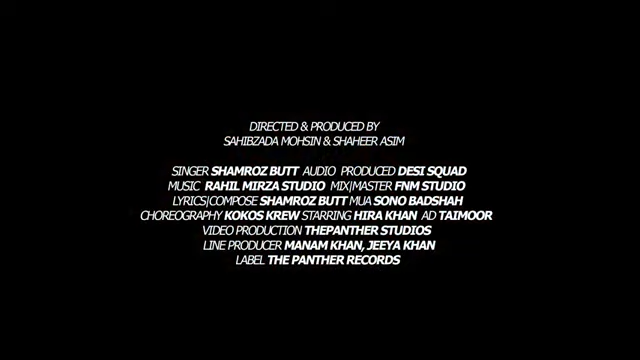 DIRECTED & PRODUCED BY
SAHIBZADA MOHSIN & SHAHEER ASIM
SINGER SHAMROZ BUTT AUDIO PRODUCED DESI SQUAD
MUSIC RAHIL MIRZA STUDIO MIX|MASTER FNM STUDIO
LYRICS|COMPOSE SHAMROZ BUTT MUA SONO BADSHAH
CHOREOGRAPHY KOKOS KREW STARRING HIRA KHAN AD TAIMOOR
VIDEO PRODUCTION THEPANTHER STUDIOS
LINE PRODUCER MANAM KHAN, JEEYA KHAN
LABEL THE PANTHER RECORDS